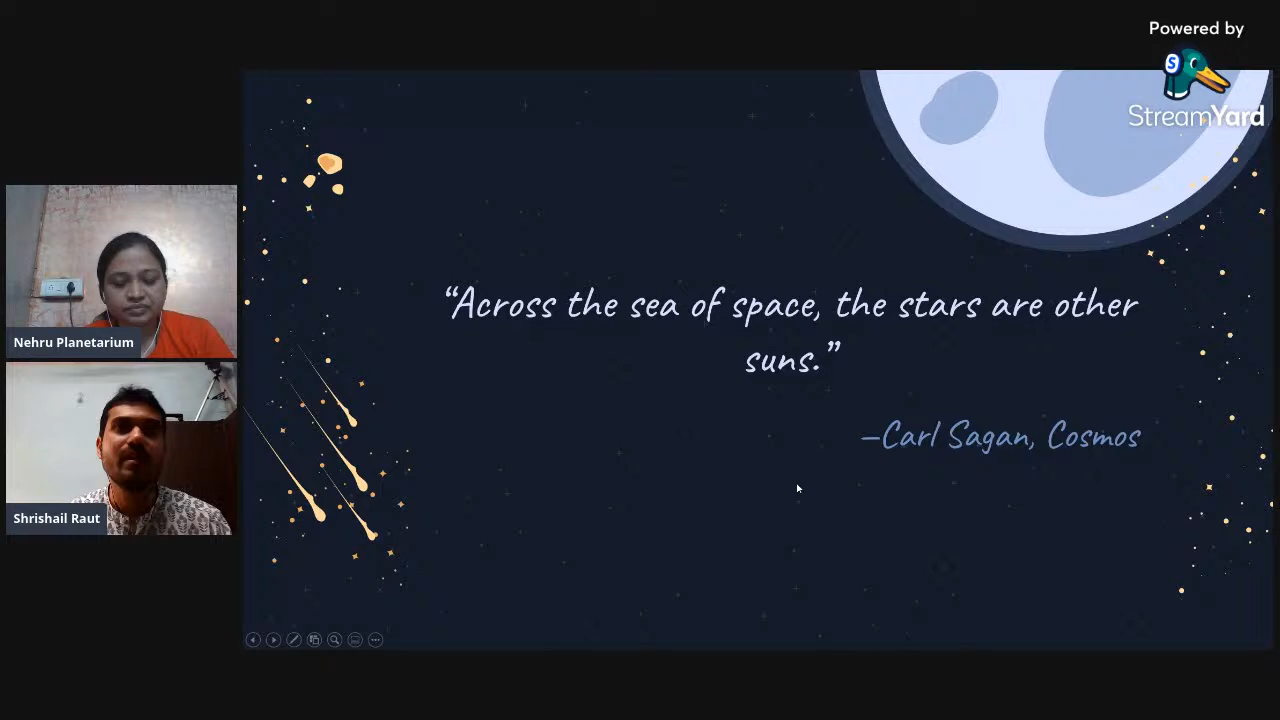 Powered by
StreamYard
Nehru Planetarium
Shrishail Raut
“Across the sea of space, the stars are other
suns.”
—Carl Sagan, Cosmos